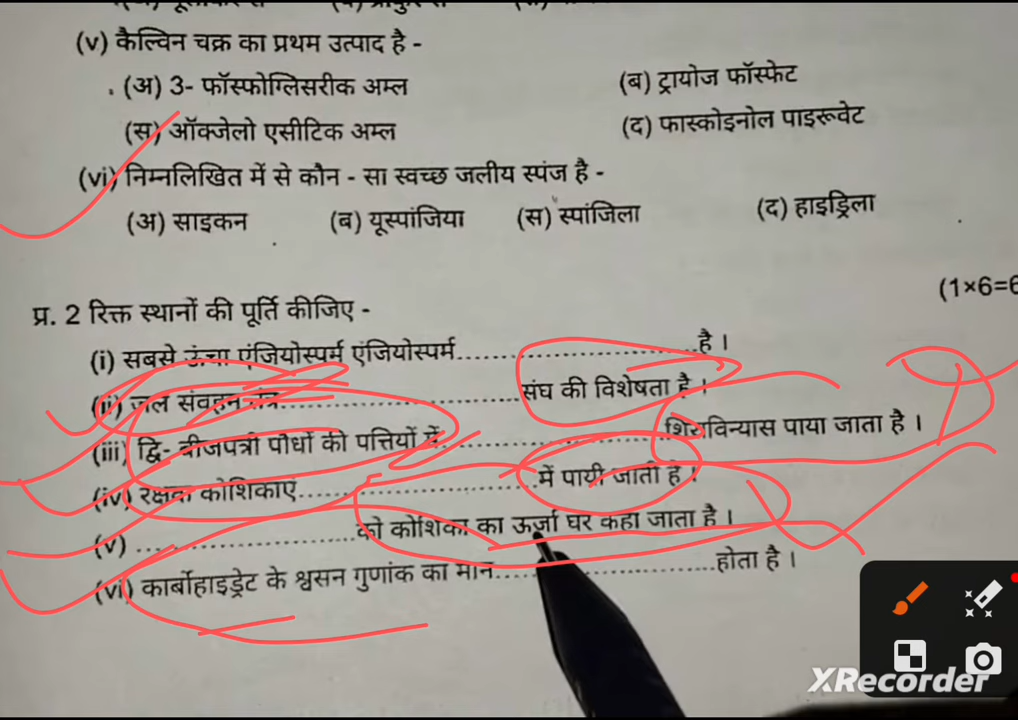 (v) कैल्विन चक्र का प्रथम उत्पाद है -
(अ) 3- फॉस्फोग्लिसरीक अम्ल (ब) ट्रायोज फॉस्फेट
(स) ऑक्जेलो एसीटिक अम्ल (द) फास्कोइनोल पाइरूवेट
(vi) निम्नलिखित में से कौन - सा स्वच्छ जलीय स्पंज है -
(अ) साइकन (ब) यूस्पांजिया (स) स्पांजिला (द) हाइड्रिला
(1×6=6
प्र. 2 रिक्त स्थानों की पूर्ति कीजिए -
(i) सबसे ऊंचा एंजियोस्पर्म एंजियोस्पर्म..............................है ।
(ii) जल संवहन तंत्र..............................संघ की विशेषता है ।
(iii) द्वि- बीजपत्री पौधों की पत्तियों में..............................शिराविन्यास पाया जाता है ।
(iv) रक्षक कोशिकाएं..............................में पायी जाती है ।
(v) ..............................को कोशिका का ऊर्जा घर कहा जाता है ।
(vi) कार्बोहाइड्रेट के श्वसन गुणांक का मान..............................होता है ।
XRecorder